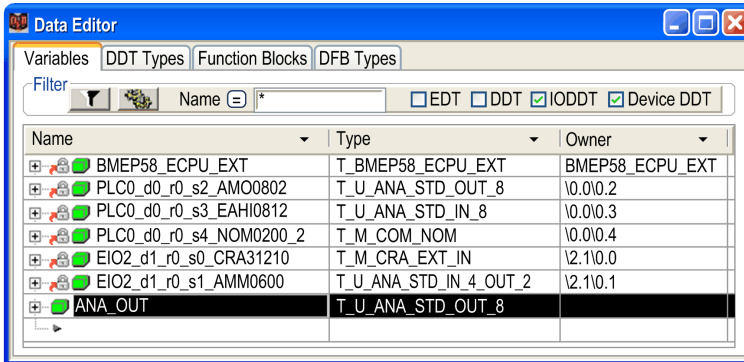 Data Editor
Variables DDT Types Function Blocks DFB Types
Filter
Name = * EDT DDT IODDT Device DDT
Name Type Owner
BMEP58_ECPU_EXT T_BMEP58_ECPU_EXT BMEP58_ECPU_EXT
PLC0_d0_r0_s2_AMO0802 T_U_ANA_STD_OUT_8 \0.0\0.2
PLC0_d0_r0_s3_EAHI0812 T_U_ANA_STD_IN_8 \0.0\0.3
PLC0_d0_r0_s4_NOM0200_2 T_M_COM_NOM \0.0\0.4
EIO2_d1_r0_s0_CRA31210 T_M_CRA_EXT_IN \2.1\0.0
EIO2_d1_r0_s1_AMM0600 T_U_ANA_STD_IN_4_OUT_2 \2.1\0.1
ANA_OUT T_U_ANA_STD_OUT_8